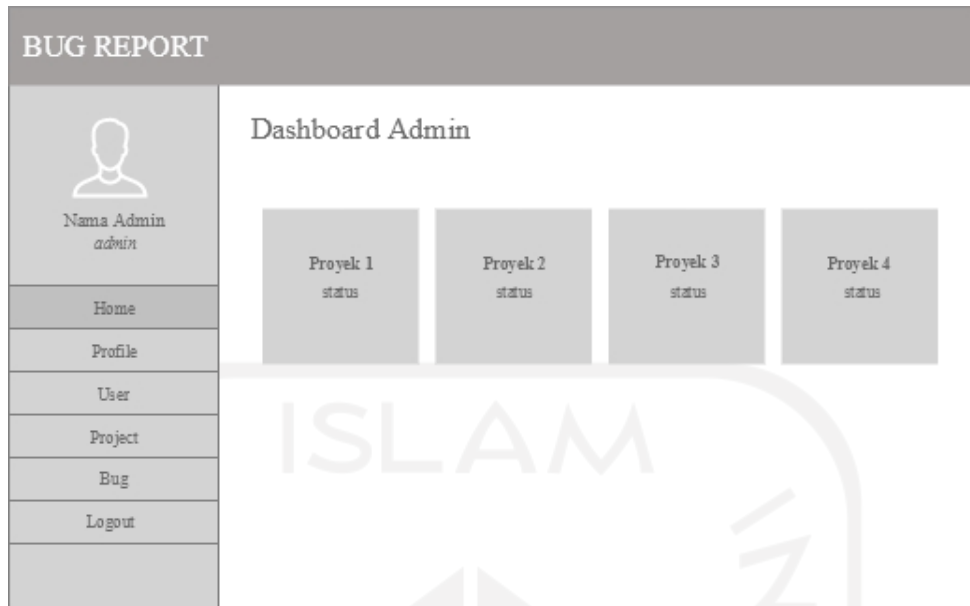 BUG REPORT
Nama Admin
admin
Home
Profile
User
Project
Bug
Logout
Dashboard Admin
Proyek 1
status
Proyek 2
status
Proyek 3
status
Proyek 4
status
ISLAM